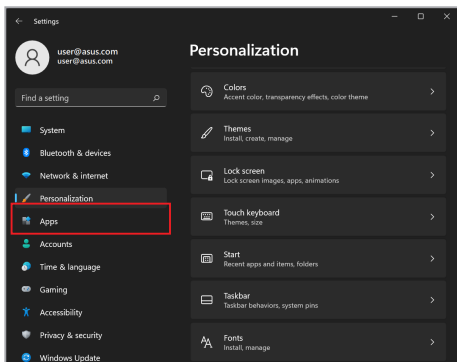 Settings
user@asus.com
user@asus.com
Find a setting
System
Bluetooth & devices
Network & internet
Personalization
Apps
Accounts
Time & language
Gaming
Accessibility
Privacy & security
Windows Update
Personalization
Colors
Accent color, transparency effects, color theme
Themes
Install, create, manage
Lock screen
Lock screen images, apps, animations
Touch keyboard
Themes, size
Start
Recent apps and items, folders
Taskbar
Taskbar behaviors, system pins
Fonts
Install, manage